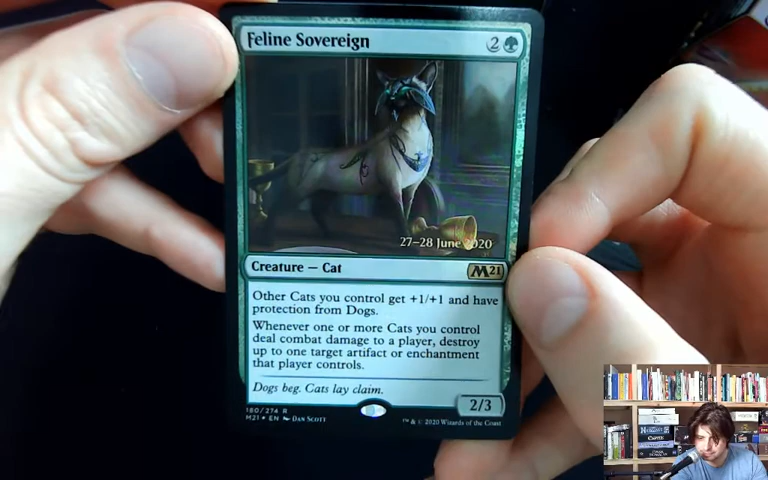 Feline Sovereign 2
27–28 June 2020
Creature — Cat M21
Other Cats you control get +1/+1 and have
protection from Dogs.
Whenever one or more Cats you control
deal combat damage to a player, destroy
up to one target artifact or enchantment
that player controls.
Dogs beg. Cats lay claim.
2/3
180/274 R
M21 • EN DAN SCOTT
™ & © 2020 Wizards of the Coast